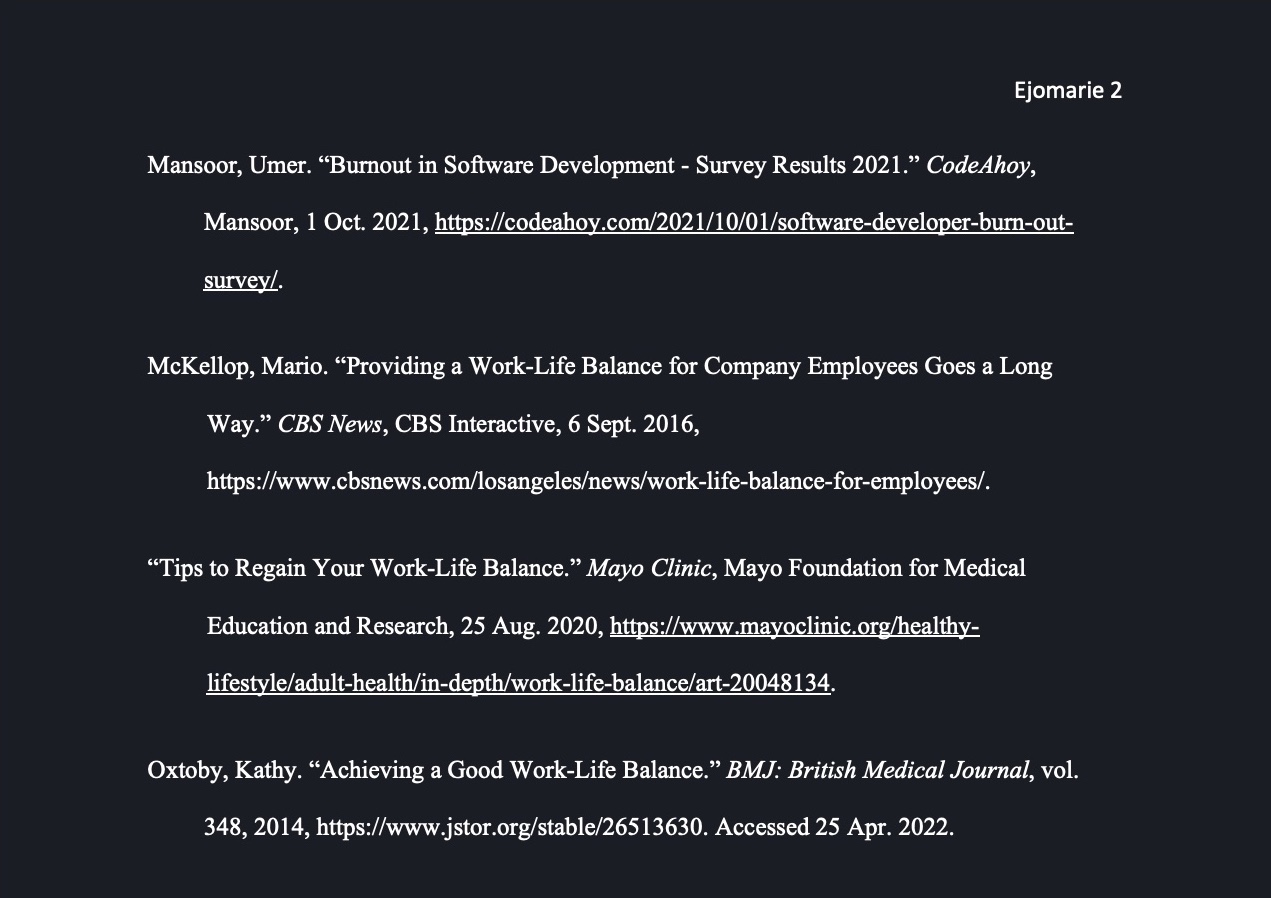 Ejomarie 2
Mansoor, Umer. “Burnout in Software Development - Survey Results 2021.” CodeAhoy,
Mansoor, 1 Oct. 2021, https://codeahoy.com/2021/10/01/software-developer-burn-out-
survey/.
McKellop, Mario. “Providing a Work-Life Balance for Company Employees Goes a Long
Way.” CBS News, CBS Interactive, 6 Sept. 2016,
https://www.cbsnews.com/losangeles/news/work-life-balance-for-employees/.
“Tips to Regain Your Work-Life Balance.” Mayo Clinic, Mayo Foundation for Medical
Education and Research, 25 Aug. 2020, https://www.mayoclinic.org/healthy-
lifestyle/adult-health/in-depth/work-life-balance/art-20048134.
Oxtoby, Kathy. “Achieving a Good Work-Life Balance.” BMJ: British Medical Journal, vol.
348, 2014, https://www.jstor.org/stable/26513630. Accessed 25 Apr. 2022.